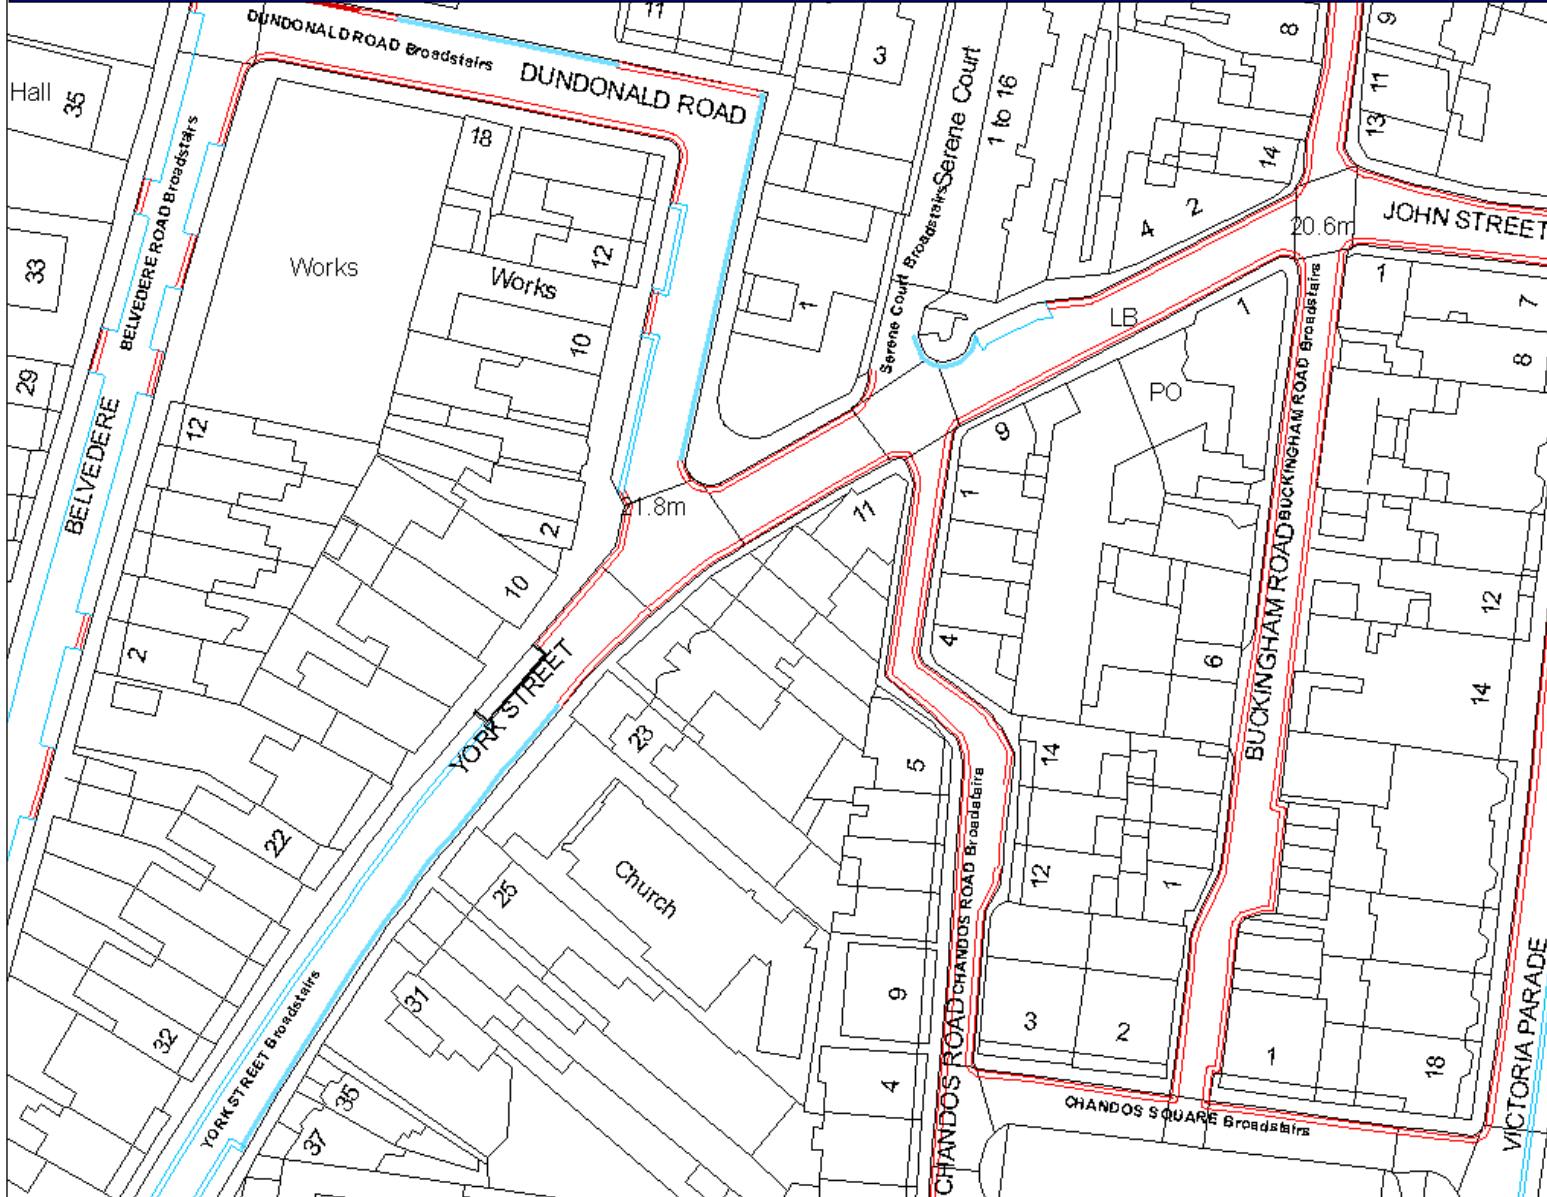 DUNDONALD ROAD Broadstairs
11
8
9
3
Serene Court
1 to 16
DUNDONALD ROAD
Hall
35
11
13
18
14
BELVEDERE ROAD Broadstairs
2
4
JOHN STREET
20.6m
12
33
Works
Works
Serene Court Broadstairs
1
1
1
7
LB
10
8
29
PO
BUCKINGHAM ROAD Broadstairs
12
9
BELVEDERE
1
21.8m
11
2
10
12
4
2
6
14
YORK STREET
BUCKINGHAM ROAD
23
5
14
CHANDOS ROAD Broadstairs
22
Church
25
12
1
31
9
3
2
32
YORK STREET Broadstairs
1
18
CHANDOS ROAD
VICTORIA PARADE
35
4
37
CHANDOS SQUARE Broadstairs